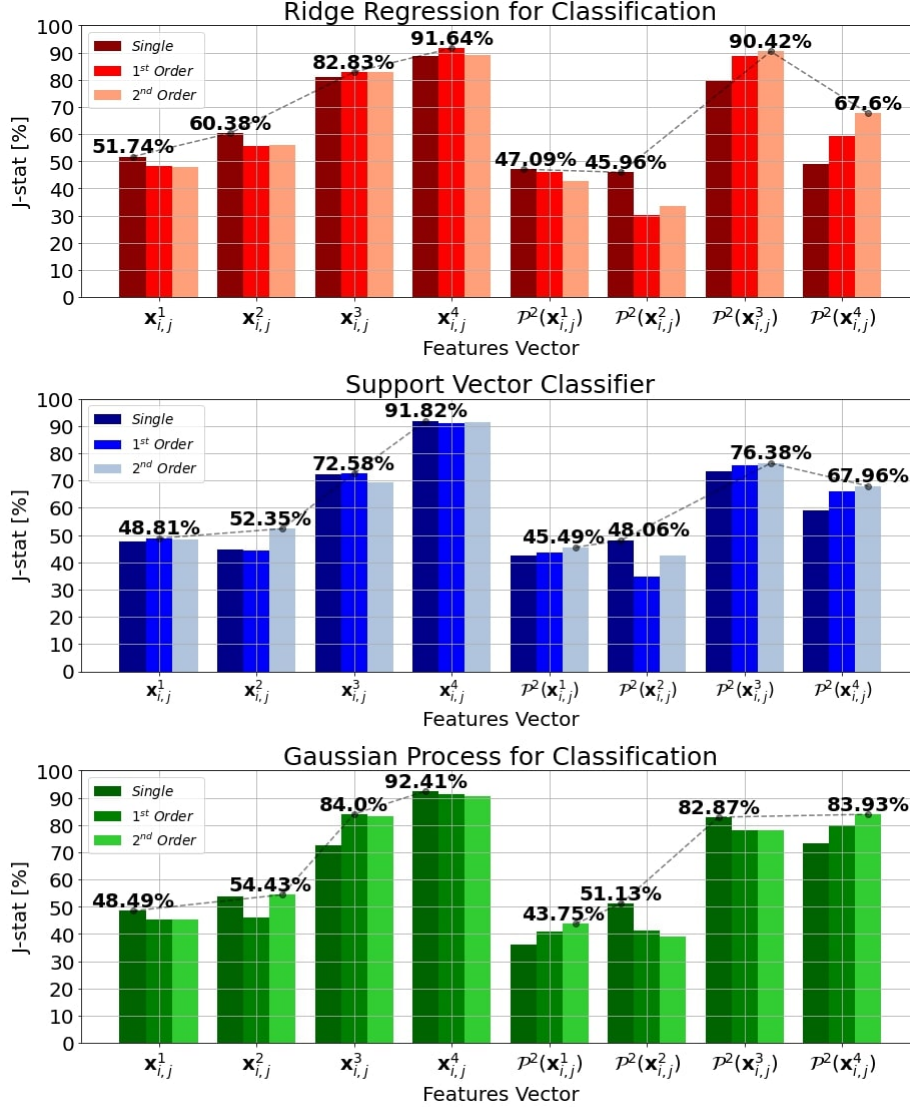 Ridge Regression for Classification
J-stat [%]
100
90
80
70
60
50
40
30
20
10
0
Single
1st Order
2nd Order
51.74%
60.38%
82.83%
91.64%
47.09%
45.96%
90.42%
67.6%
x¹i,j
x²i,j
x³i,j
x⁴i,j
P²(x¹i,j)
P²(x²i,j)
P²(x³i,j)
P²(x⁴i,j)
Features Vector
Support Vector Classifier
J-stat [%]
100
90
80
70
60
50
40
30
20
10
0
Single
1st Order
2nd Order
48.81%
52.35%
72.58%
91.82%
45.49%
48.06%
76.38%
67.96%
x¹i,j
x²i,j
x³i,j
x⁴i,j
P²(x¹i,j)
P²(x²i,j)
P²(x³i,j)
P²(x⁴i,j)
Features Vector
Gaussian Process for Classification
J-stat [%]
100
90
80
70
60
50
40
30
20
10
0
Single
1st Order
2nd Order
48.49%
54.43%
84.0%
92.41%
43.75%
51.13%
82.87%
83.93%
x¹i,j
x²i,j
x³i,j
x⁴i,j
P²(x¹i,j)
P²(x²i,j)
P²(x³i,j)
P²(x⁴i,j)
Features Vector